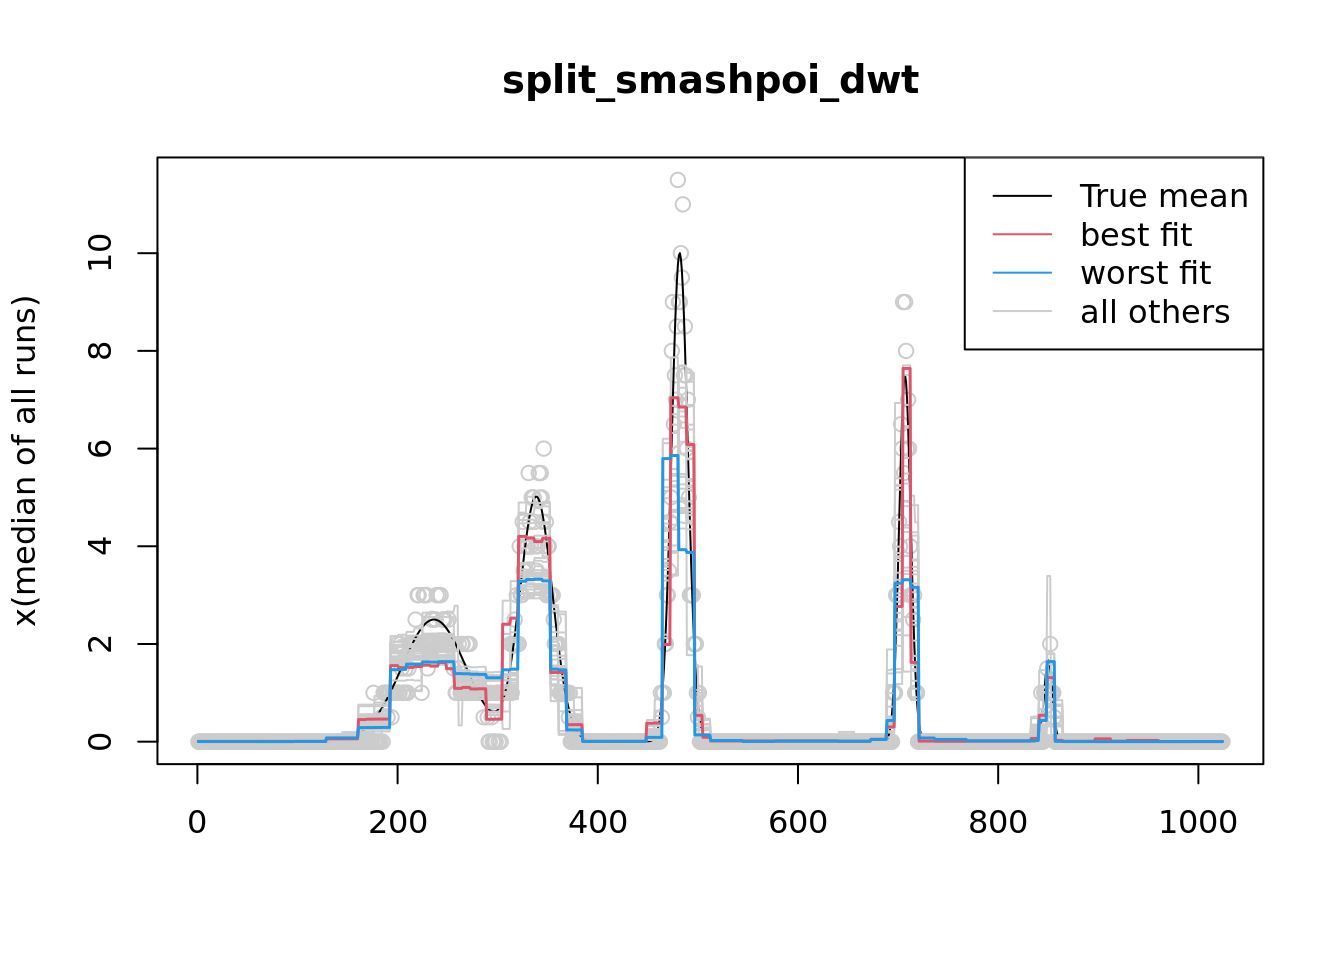 split_smashpoi_dwt
x(median of all runs)
10
8
6
4
2
0
True mean
best fit
worst fit
all others
0 200 400 600 800 1000